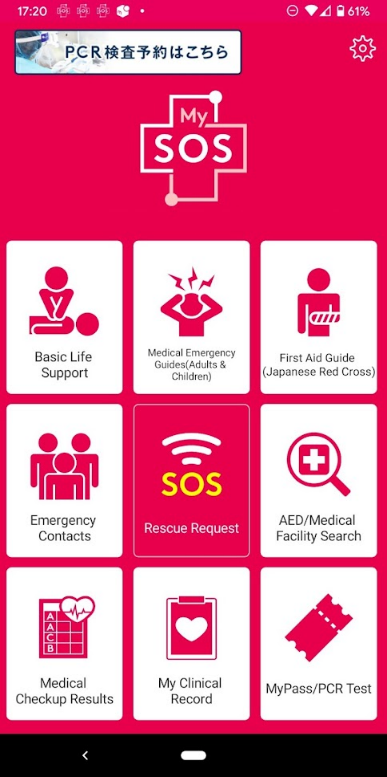 17:20
61%
PCR検査予約はこちら
My
SOS
Basic Life
Support
Medical Emergency
Guides(Adults &
Children)
First Aid Guide
(Japanese Red Cross)
Emergency
Contacts
SOS
Rescue Request
AED/Medical
Facility Search
A
A
C
B
Medical
Checkup Results
My Clinical
Record
MyPass/PCR Test